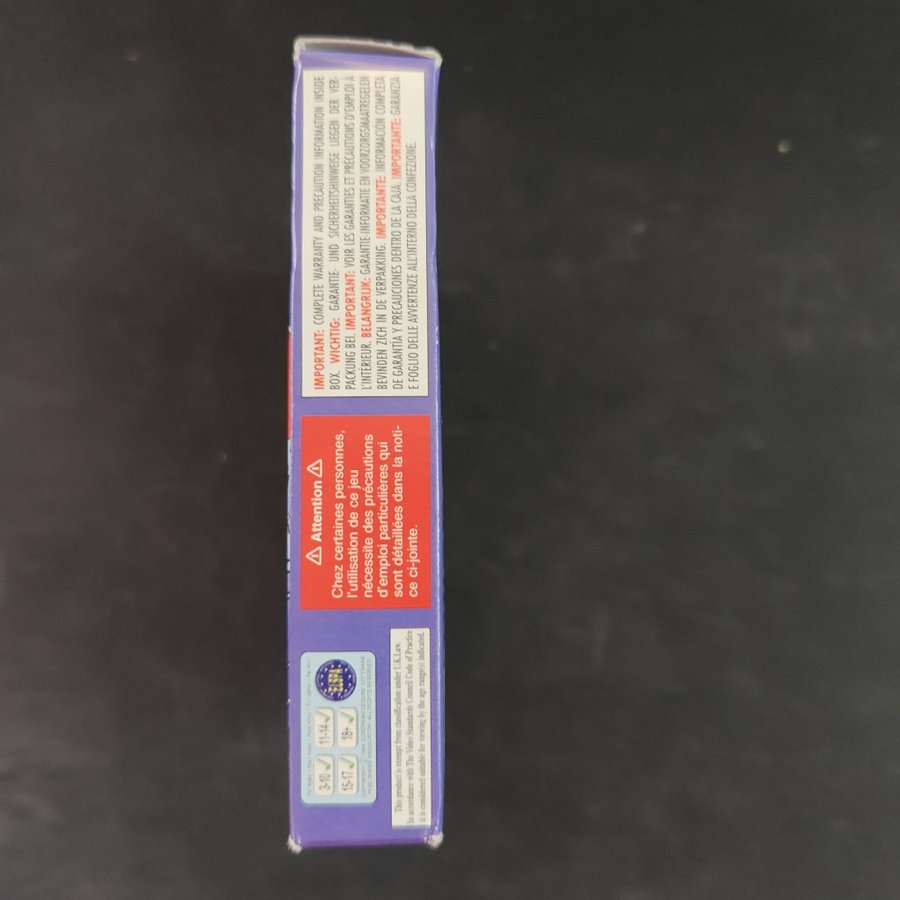 IMPORTANT: COMPLETE WARRANTY AND PRECAUTION INFORMATION INSIDE
BOX. WICHTIG: GARANTIE- UND SICHERHEITSHINWEISE LIEGEN DER VER-
PACKUNG BEI. IMPORTANT: VOIR LES GARANTIES ET PRÉCAUTIONS D'EMPLOI À
L'INTÉRIEUR. BELANGRIJK: GARANTIE-INFORMATIE EN VOORZORGSMAATREGELEN
BEVINDEN ZICH IN DE VERPAKKING. IMPORTANTE: INFORMACIÓN COMPLETA
DE GARANTÍA Y PRECAUCIONES DENTRO DE LA CAJA. IMPORTANTE: GARANZIA
E FOGLIO DELLE AVVERTENZE ALL'INTERNO DELLA CONFEZIONE.
Attention
Chez certaines personnes,
l'utilisation de ce jeu
nécessite des précautions
d'emploi particulières qui
sont détaillées dans la noti-
ce ci-jointe.
3-10 11-14
15-17 18+
ELSPA
This product is exempt from classification under U.K. Law.
In accordance with The Video Standards Council Code of Practice
it is considered suitable for viewing by the age range(s) indicated.